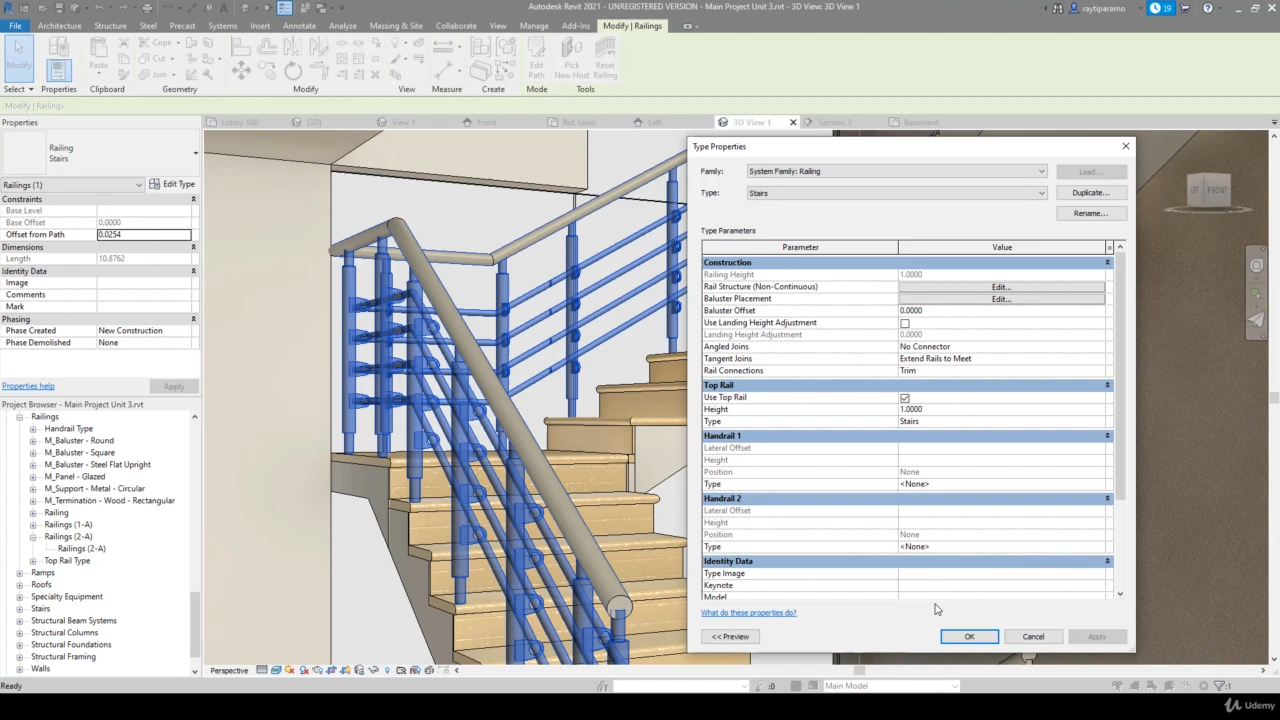 Autodesk Revit 2021 - UNREGISTERED VERSION - Main Project Unit 3.rvt - 3D View: 3D View 1
raytiparamo
19
File Architecture Structure Steel Precast Systems Insert Annotate Analyze Massing & Site Collaborate View Manage Add-Ins Modify | Railings
Modify
Paste
Cope
Cut
Join
Edit Path
Pick New Host
Reset Railing
Select Properties Clipboard Geometry Modify View Measure Create Mode Tools
Modify | Railings
Properties
Lobby 100 {3D} View 1 Front Ref. Level Left 3D View 1 Section 3 Basement
Railing
Stairs
Railings (1) Edit Type
Constraints
Base Level
Base Offset 0.0000
Offset from Path 0.0254
Dimensions
Length 10.8762
Identity Data
Image
Comments
Mark
Phasing
Phase Created New Construction
Phase Demolished None
Properties help Apply
Project Browser - Main Project Unit 3.rvt
Railings
Handrail Type
M_Baluster - Round
M_Baluster - Square
M_Baluster - Steel Flat Upright
M_Panel - Glazed
M_Support - Metal - Circular
M_Termination - Wood - Rectangular
Railing
Railings (1-A)
Railings (2-A)
Railings (2-A)
Top Rail Type
Ramps
Roofs
Specialty Equipment
Stairs
Structural Beam Systems
Structural Columns
Structural Foundations
Structural Framing
Walls
FRONT
Type Properties
Family: System Family: Railing Load...
Type: Stairs Duplicate...
Rename...
Type Parameters
Parameter Value
Construction
Railing Height 1.0000
Rail Structure (Non-Continuous) Edit...
Baluster Placement Edit...
Baluster Offset 0.0000
Use Landing Height Adjustment
Landing Height Adjustment 0.0000
Angled Joins No Connector
Tangent Joins Extend Rails to Meet
Rail Connections Trim
Top Rail
Use Top Rail
Height 1.0000
Type Stairs
Handrail 1
Lateral Offset
Height
Position None
Type <None>
Handrail 2
Lateral Offset
Height
Position None
Type <None>
Identity Data
Type Image
Keynote
Model
What do these properties do?
<< Preview OK Cancel Apply
Perspective
Ready :0 Main Model :1
Udemy